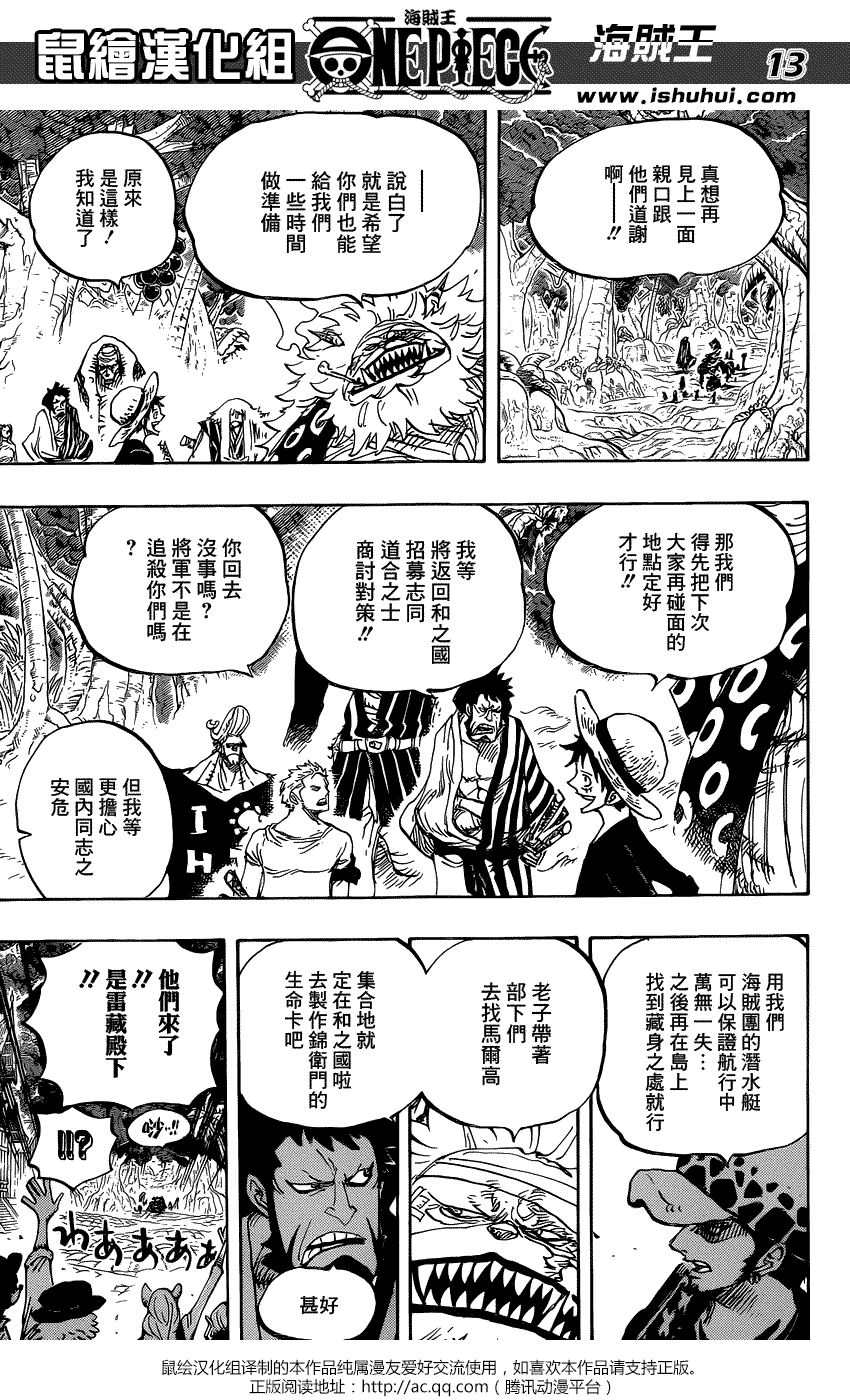 鼠繪漢化組
海賊王
ONE PIECE
海賊王
13
www.ishuhui.com
真想再
見上一面
親口跟
他們道謝
啊——!!
——
說白了
就是希望
你們也能
給我們
一些時間
做準備
原來
是這樣!
我知道了
那我們
得先把下次
大家再碰面的
地點定好
才行!!
我等
將返回和之國
招募志同
道合之士
商討對策!!
你回去
沒事嗎?
將軍不是在
追殺你們嗎
?
但我等
更擔心
國內同志之
安危
IH
用我們
海賊團的潛水艇
可以保證航行中
萬無一失…
之後再在島上
找到藏身之處就行
老子帶著
部下們
去找馬爾高
集合地就
定在和之國啦
去製作錦衛門的
生命卡吧
甚好
他們來了
!!
是雷藏殿下
!!
吵…!!
!!?
わあああああ
鼠绘汉化组译制的本作品纯属漫友爱好交流使用，如喜欢本作品请支持正版。
正版阅读地址：http://ac.qq.com（腾讯动漫平台）